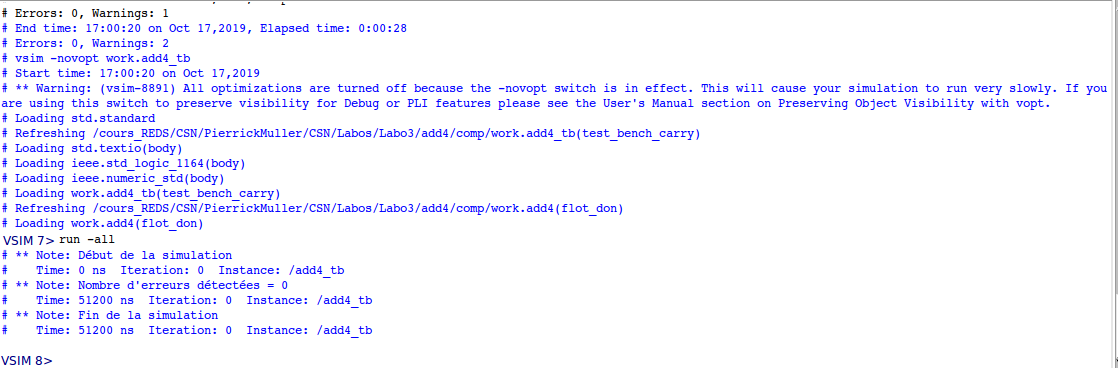 # Errors: 0, Warnings: 1
# End time: 17:00:20 on Oct 17,2019, Elapsed time: 0:00:28
# Errors: 0, Warnings: 2
# vsim -novopt work.add4_tb
# Start time: 17:00:20 on Oct 17,2019
# ** Warning: (vsim-8891) All optimizations are turned off because the -novopt switch is in effect. This will cause your simulation to run very slowly. If you
are using this switch to preserve visibility for Debug or PLI features please see the User's Manual section on Preserving Object Visibility with vopt.
# Loading std.standard
# Refreshing /cours_REDS/CSN/PierrickMuller/CSN/Labos/Labo3/add4/comp/work.add4_tb(test_bench_carry)
# Loading std.textio(body)
# Loading ieee.std_logic_1164(body)
# Loading ieee.numeric_std(body)
# Loading work.add4_tb(test_bench_carry)
# Refreshing /cours_REDS/CSN/PierrickMuller/CSN/Labos/Labo3/add4/comp/work.add4(flot_don)
# Loading work.add4(flot_don)
VSIM 7> run -all
# ** Note: Début de la simulation
#    Time: 0 ns  Iteration: 0  Instance: /add4_tb
# ** Note: Nombre d'erreurs détectées = 0
#    Time: 51200 ns  Iteration: 0  Instance: /add4_tb
# ** Note: Fin de la simulation
#    Time: 51200 ns  Iteration: 0  Instance: /add4_tb
VSIM 8>